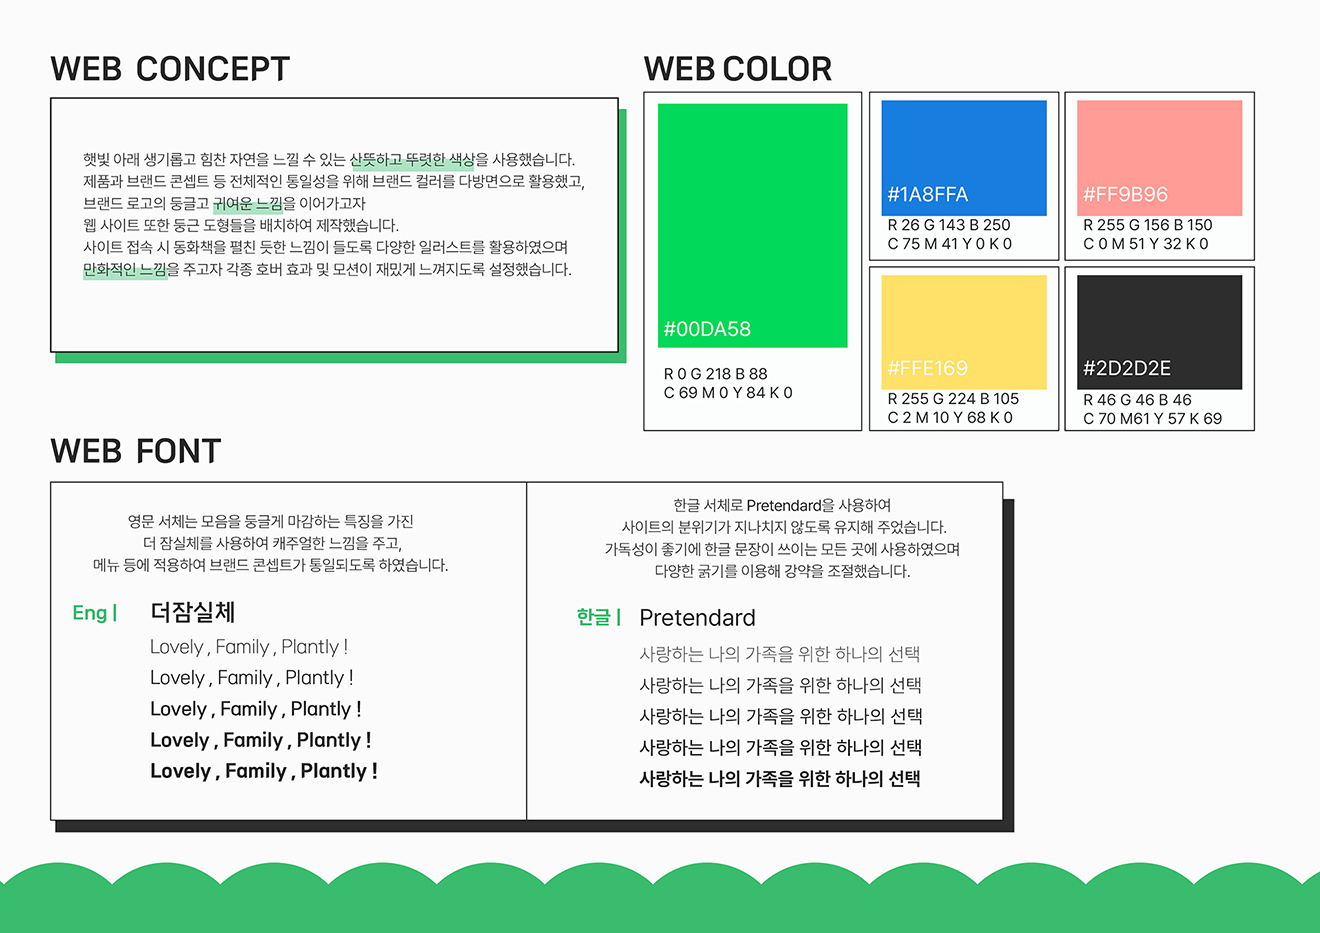 WEB CONCEPT
햇빛 아래 생기롭고 힘찬 자연을 느낄 수 있는 산뜻하고 뚜렷한 색상을 사용했습니다.
제품과 브랜드 콘셉트 등 전체적인 통일성을 위해 브랜드 컬러를 다방면으로 활용했고,
브랜드 로고의 둥글고 귀여운 느낌을 이어가고자
웹 사이트 또한 둥근 도형들을 배치하여 제작했습니다.
사이트 접속 시 동화책을 펼친 듯한 느낌이 들도록 다양한 일러스트를 활용하였으며
만화적인 느낌을 주고자 각종 호버 효과 및 모션이 재밌게 느껴지도록 설정했습니다.
WEB COLOR
#00DA58
R 0 G 218 B 88
C 69 M 0 Y 84 K 0
#1A8FFA
R 26 G 143 B 250
C 75 M 41 Y 0 K 0
#FF9B96
R 255 G 156 B 150
C 0 M 51 Y 32 K 0
#FFE169
R 255 G 224 B 105
C 2 M 10 Y 68 K 0
#2D2D2E
R 46 G 46 B 46
C 70 M61 Y 57 K 69
WEB FONT
영문 서체는 모음을 둥글게 마감하는 특징을 가진
더 잠실체를 사용하여 캐주얼한 느낌을 주고,
메뉴 등에 적용하여 브랜드 콘셉트가 통일되도록 하였습니다.
Eng | 더잠실체
Lovely , Family , Plantly !
Lovely , Family , Plantly !
Lovely , Family , Plantly !
Lovely , Family , Plantly !
Lovely , Family , Plantly !
한글 서체로 Pretendard을 사용하여
사이트의 분위기가 지나치지 않도록 유지해 주었습니다.
가독성이 좋기에 한글 문장이 쓰이는 모든 곳에 사용하였으며
다양한 굵기를 이용해 강약을 조절했습니다.
한글 | Pretendard
사랑하는 나의 가족을 위한 하나의 선택
사랑하는 나의 가족을 위한 하나의 선택
사랑하는 나의 가족을 위한 하나의 선택
사랑하는 나의 가족을 위한 하나의 선택
사랑하는 나의 가족을 위한 하나의 선택